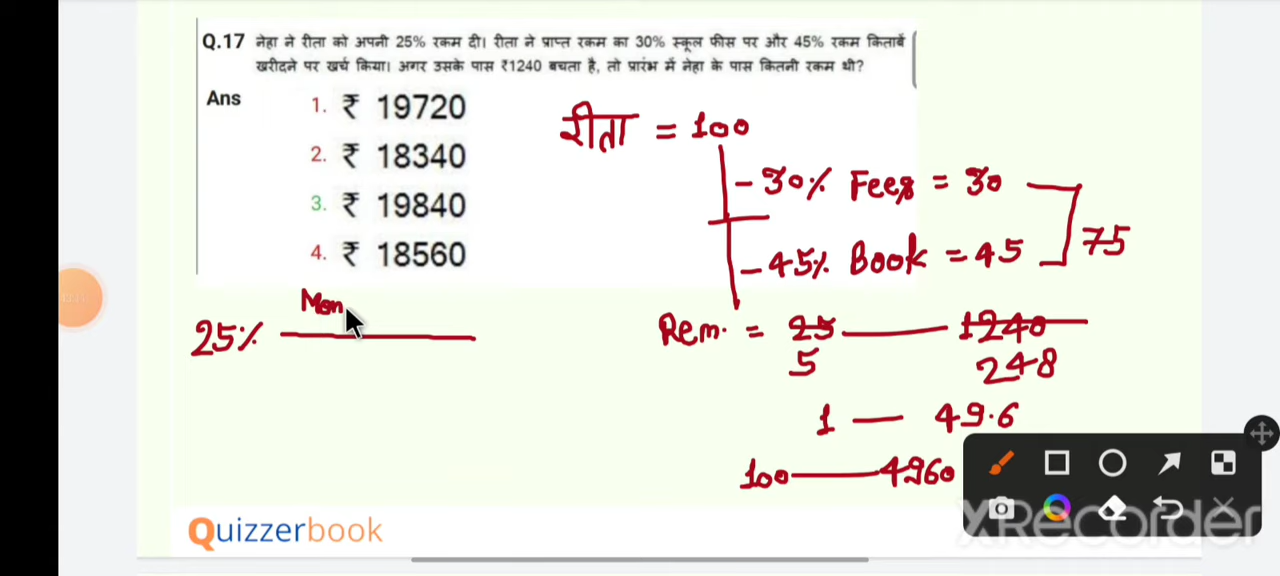 Q.17 नेहा ने रीता को अपनी 25% रकम दी। रीता ने प्राप्त रकम का 30% स्कूल फीस पर और 45% रकम किताबें
खरीदने पर खर्च किया। अगर उसके पास ₹1240 बचता है, तो प्रारंभ में नेहा के पास कितनी रकम थी?
Ans
1. ₹ 19720
2. ₹ 18340
3. ₹ 19840
4. ₹ 18560
रीता = 100
- 30% Fees = 30
- 45% Book = 45
75
Rem. = 25 1240
5 248
1 — 49.6
100 — 4960
25%
Mon
Quizzerbook
XRecorder